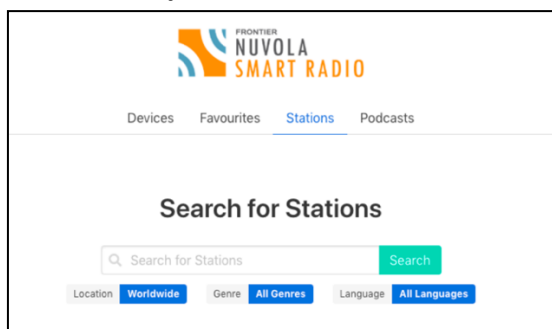 FRONTIER
NUVOLA
SMART RADIO
Devices Favourites Stations Podcasts
Search for Stations
Search for Stations Search
Location Worldwide Genre All Genres Language All Languages